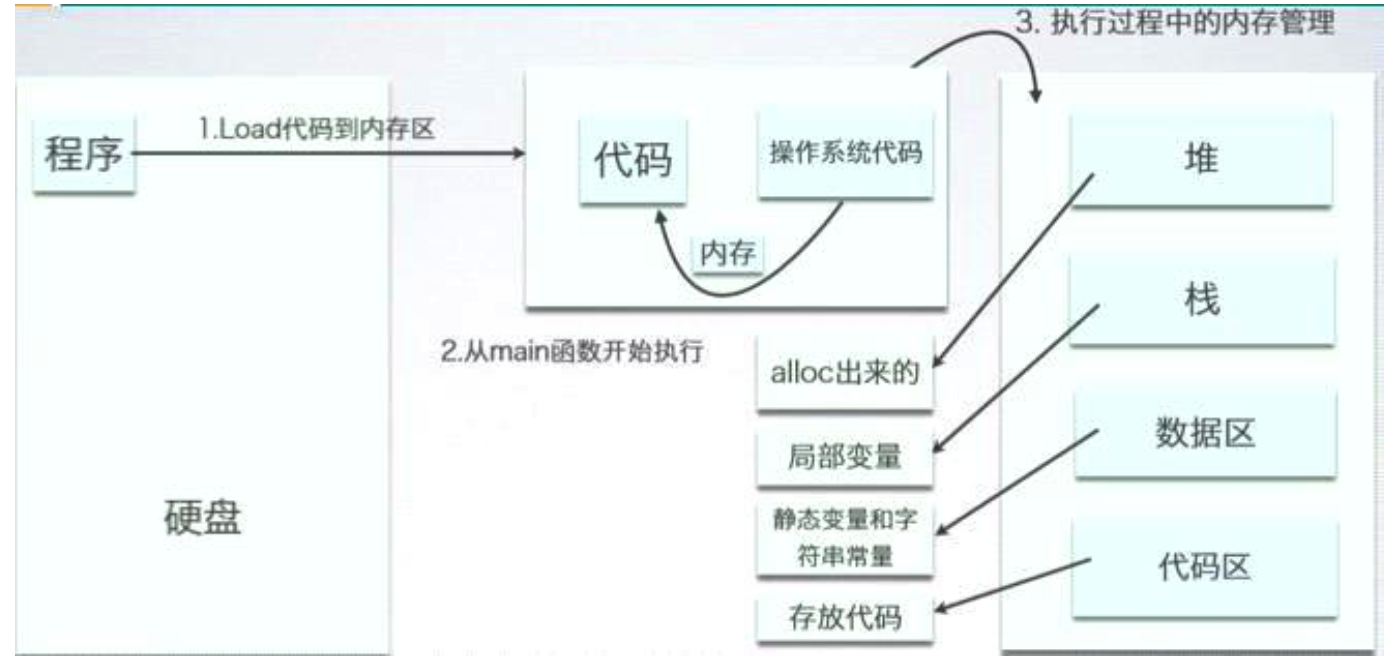 3. 执行过程中的内存管理
1.Load代码到内存区
程序
代码
操作系统代码
内存
堆
栈
2.从main函数开始执行
alloc出来的
局部变量
数据区
硬盘
静态变量和字
符串常量
代码区
存放代码